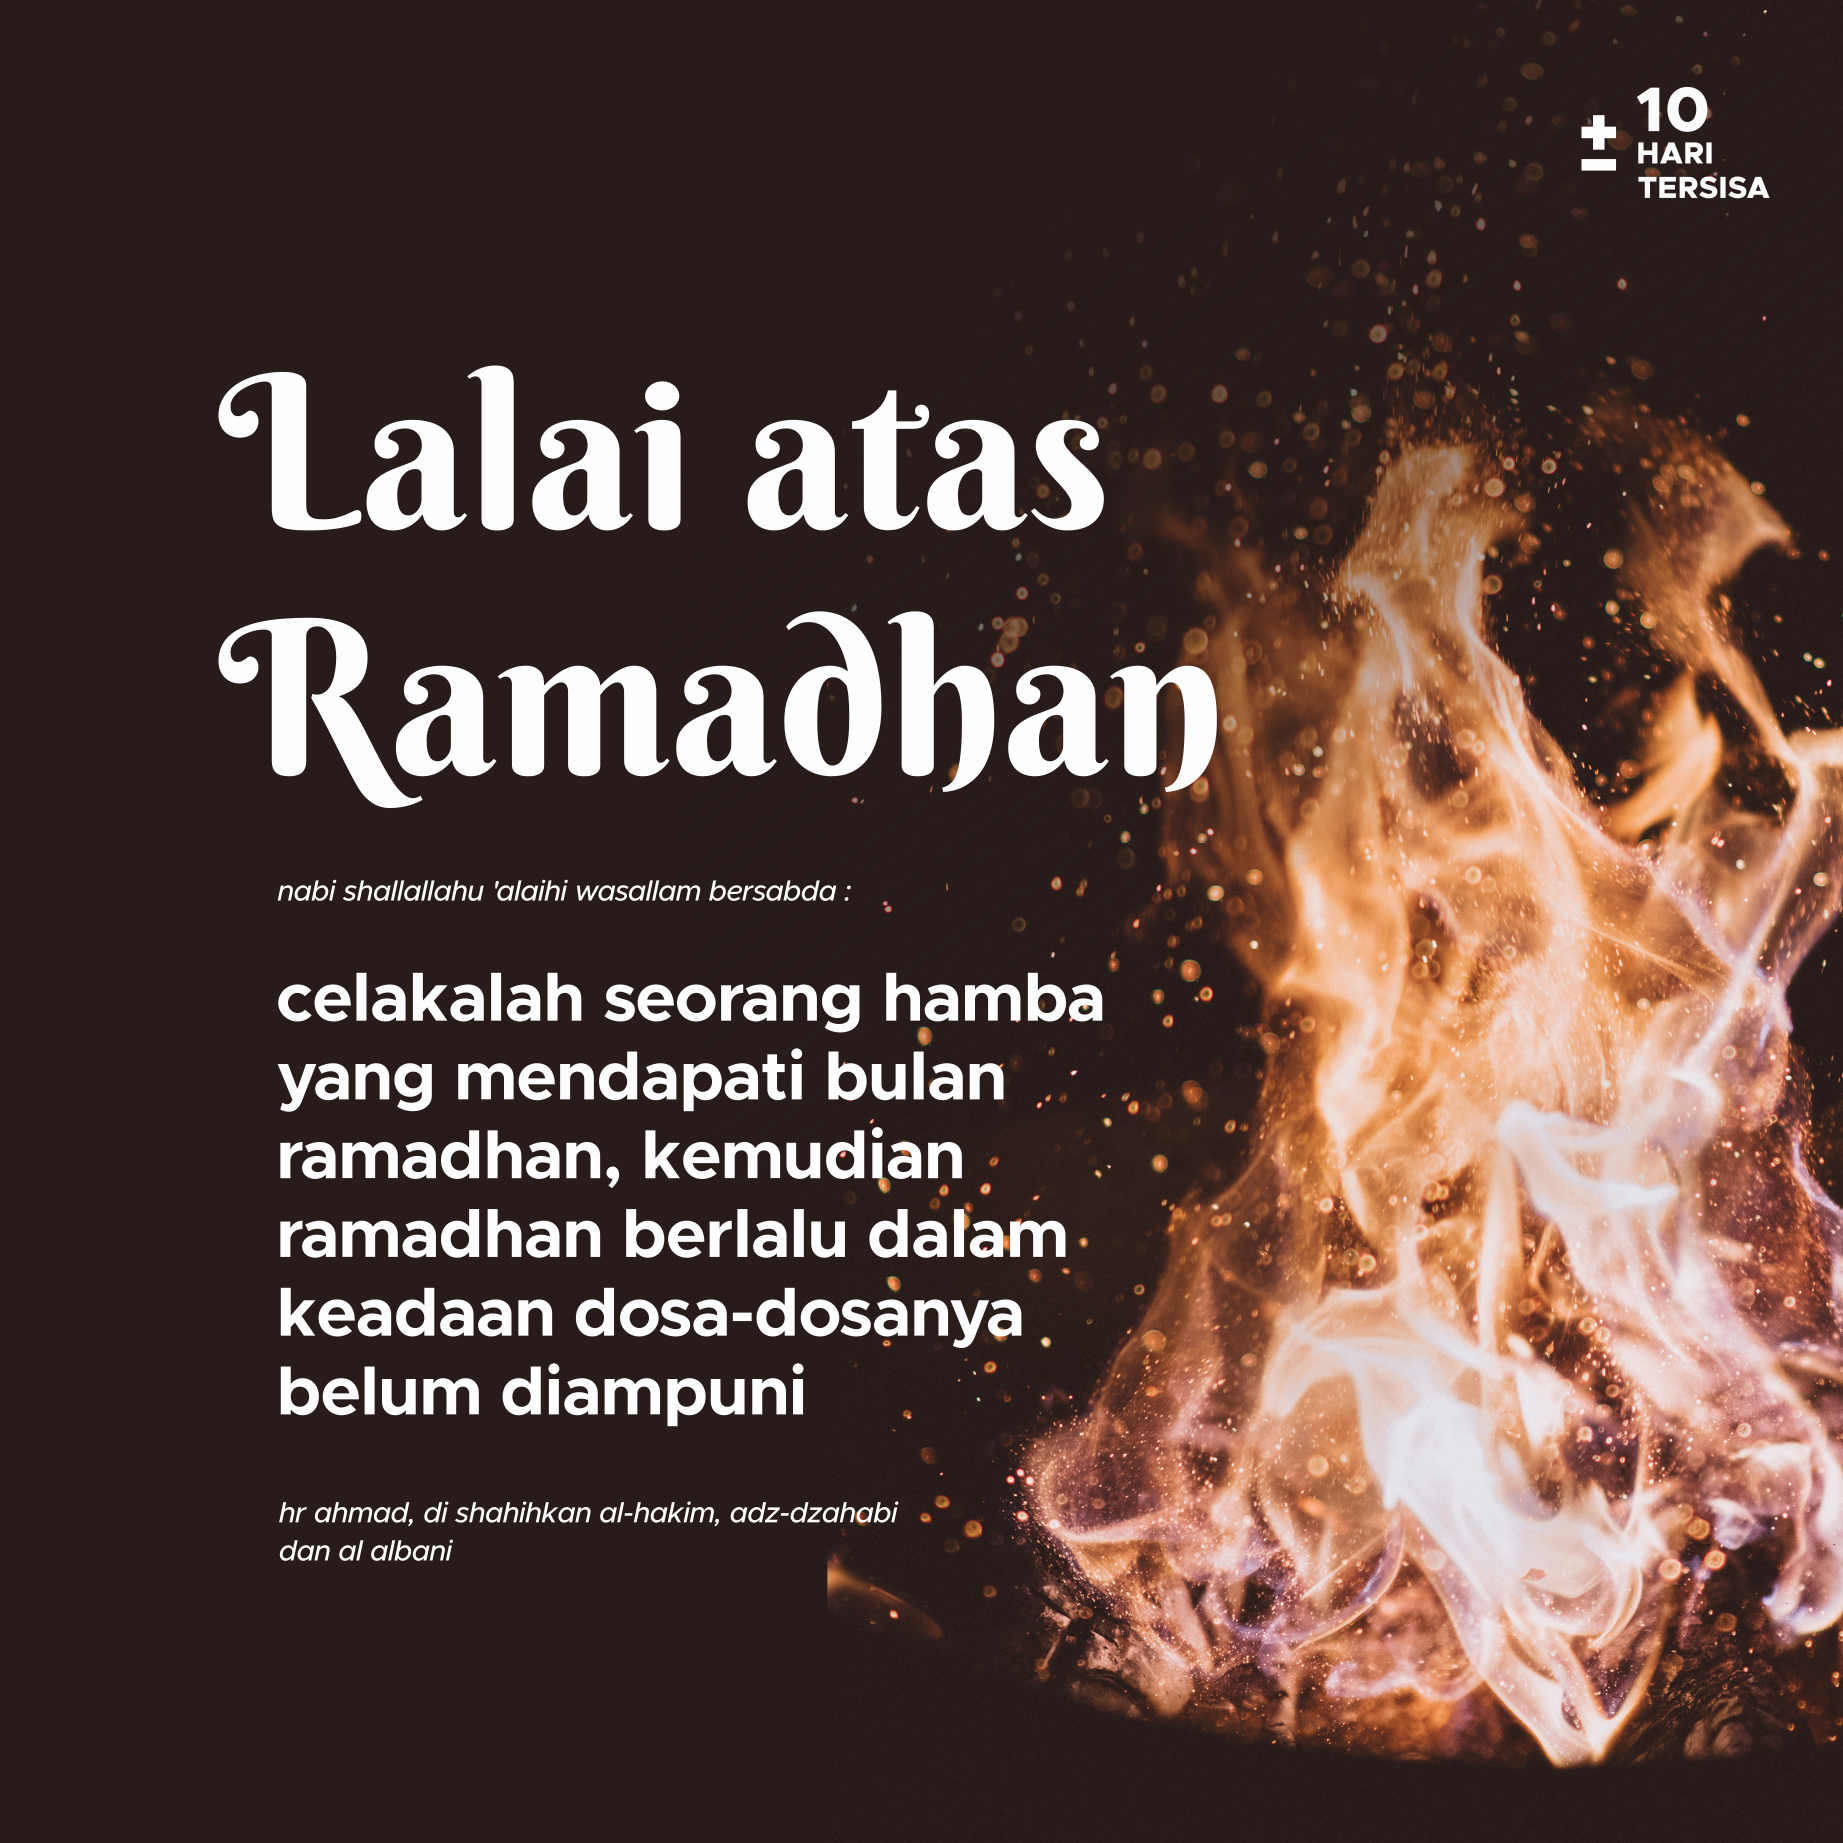 ± 10
HARI
TERSISA
Lalai atas
Ramadhan
nabi shallallahu 'alaihi wasallam bersabda :
celakalah seorang hamba
yang mendapati bulan
ramadhan, kemudian
ramadhan berlalu dalam
keadaan dosa-dosanya
belum diampuni
hr ahmad, di shahihkan al-hakim, adz-dzahabi
dan al albani